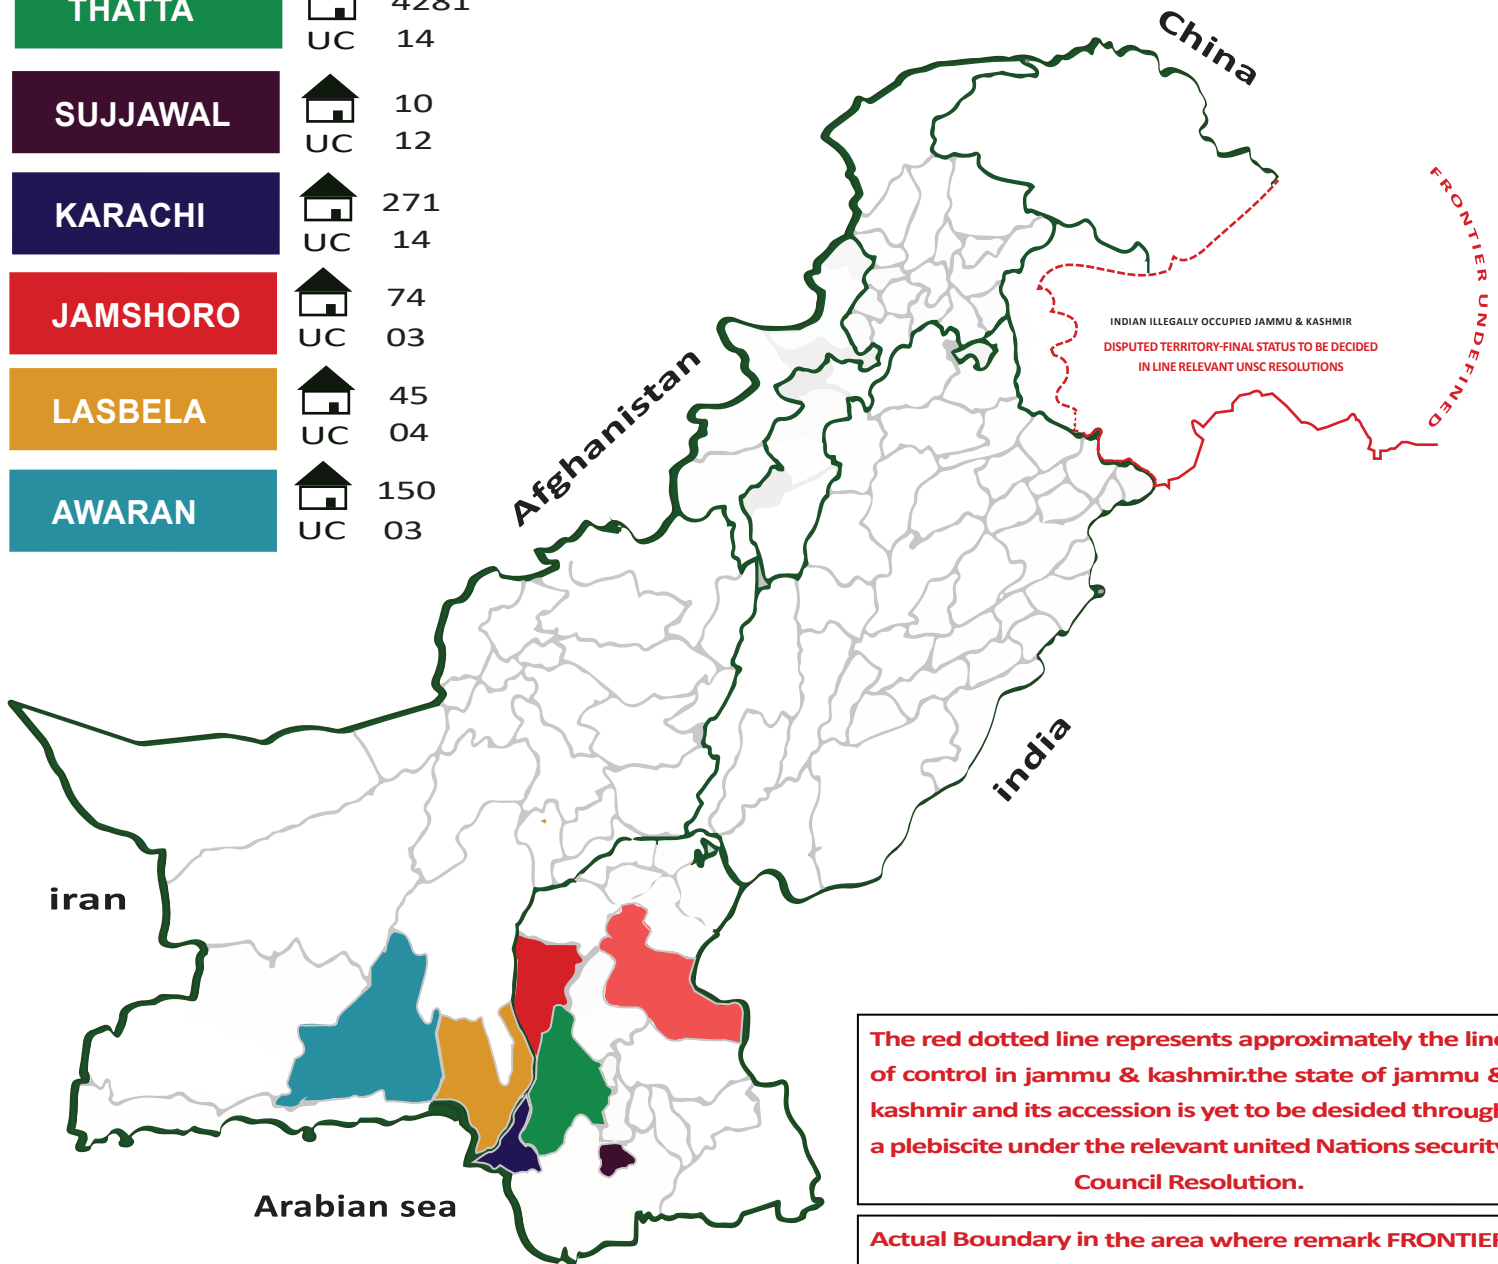 THATTA
4281
UC 14
SUJJAWAL
10
UC 12
KARACHI
271
UC 14
JAMSHORO
74
UC 03
LASBELA
45
UC 04
AWARAN
150
UC 03
China
FRONTIER UNDEFINED
INDIAN ILLEGALLY OCCUPIED JAMMU & KASHMIR
DISPUTED TERRITORY-FINAL STATUS TO BE DECIDED
IN LINE RELEVANT UNSC RESOLUTIONS
Afghanistan
india
iran
Arabian sea
The red dotted line represents approximately the line
of control in jammu & kashmir.the state of jammu &
kashmir and its accession is yet to be desided through
a plebiscite under the relevant united Nations security
Council Resolution.
Actual Boundary in the area where remark FRONTIER